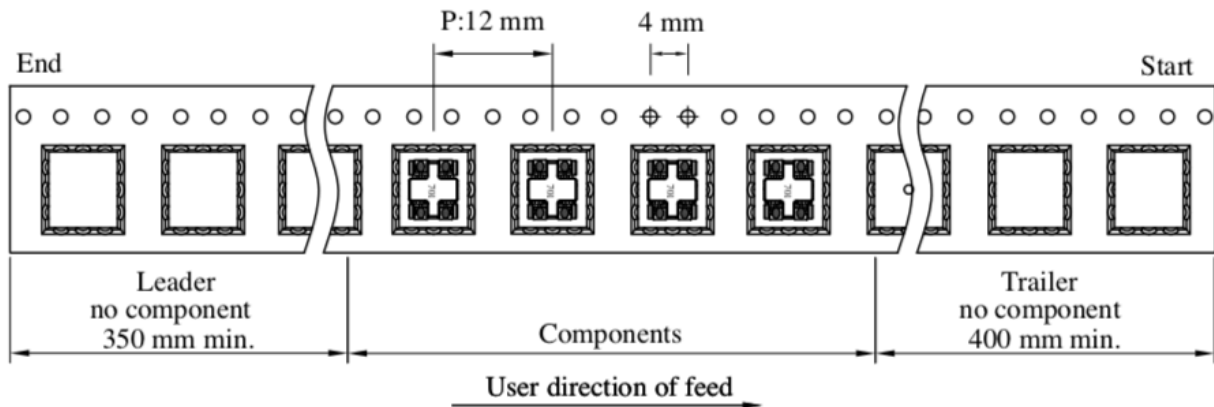 P:12 mm
4 mm
End
Start
Leader
no component
350 mm min.
Components
Trailer
no component
400 mm min.
User direction of feed